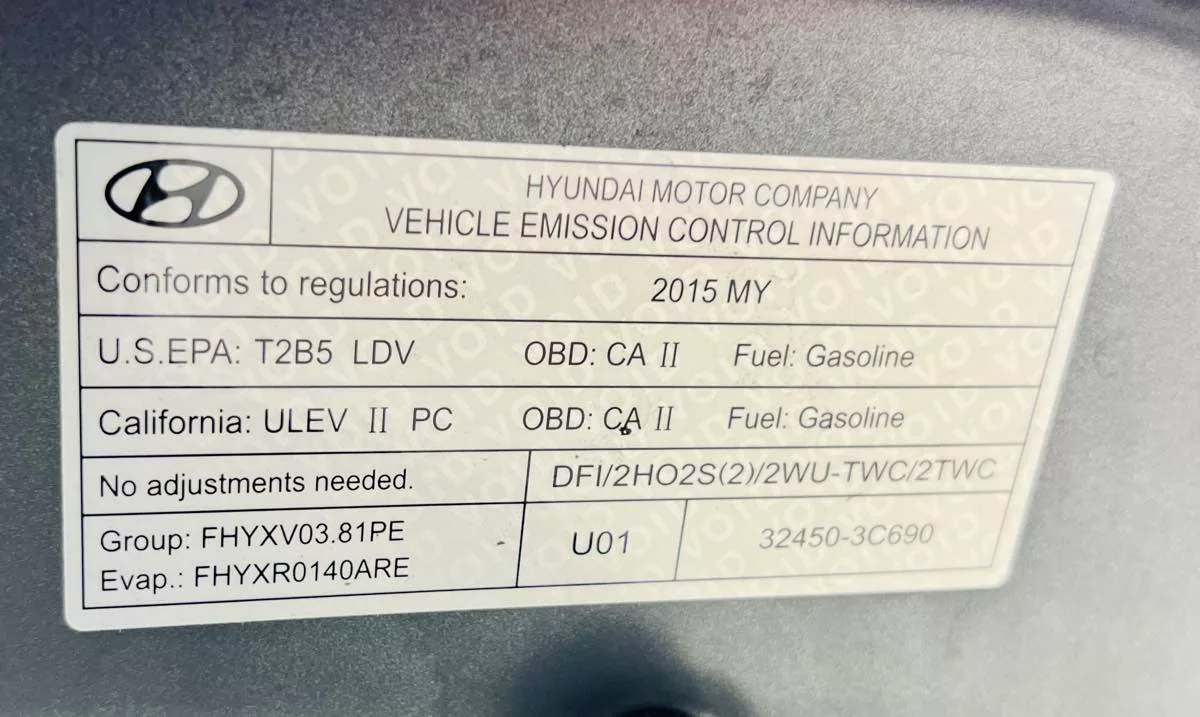 HYUNDAI MOTOR COMPANY
VEHICLE EMISSION CONTROL INFORMATION
Conforms to regulations: 2015 MY
U.S.EPA: T2B5 LDV OBD: CA II Fuel: Gasoline
California: ULEV II PC OBD: CA II Fuel: Gasoline
No adjustments needed. DFI/2HO2S(2)/2WU-TWC/2TWC
Group: FHYXV03.81PE
Evap.: FHYXR0140ARE
U01 32450-3C690